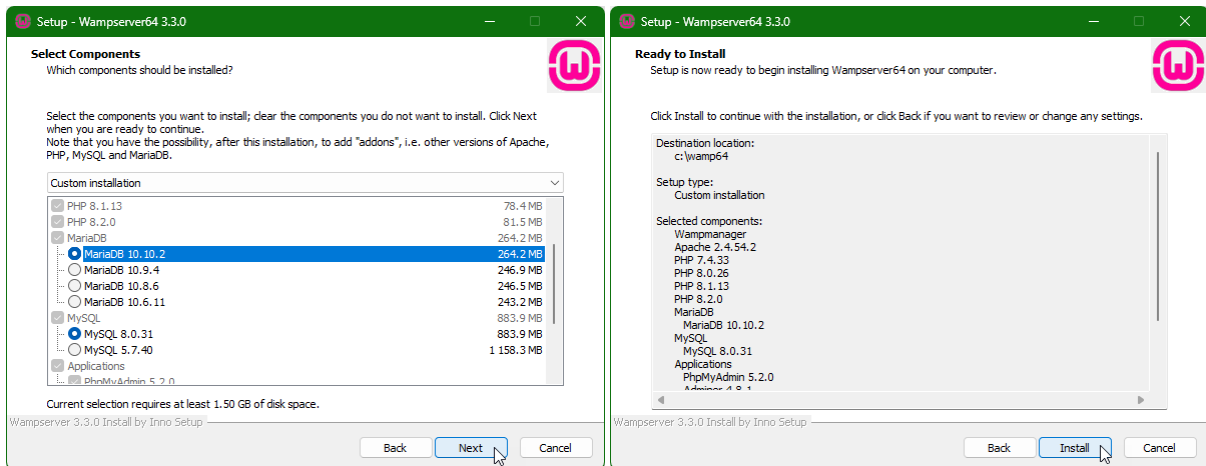 Setup - Wampserver64 3.3.0
Select Components
Which components should be installed?
Select the components you want to install; clear the components you do not want to install. Click Next
when you are ready to continue.
Note that you have the possibility, after this installation, to add "addons", i.e. other versions of Apache,
PHP, MySQL and MariaDB.
Custom installation
PHP 8.1.13 78.4 MB
PHP 8.2.0 81.5 MB
MariaDB 264.2 MB
MariaDB 10.10.2 264.2 MB
MariaDB 10.9.4 246.9 MB
MariaDB 10.8.6 246.5 MB
MariaDB 10.6.11 243.2 MB
MySQL 883.9 MB
MySQL 8.0.31 883.9 MB
MySQL 5.7.40 1 158.3 MB
Applications
PhpMyAdmin 5.2.0
Current selection requires at least 1.50 GB of disk space.
Wampserver 3.3.0 Install by Inno Setup
Back Next Cancel
Setup - Wampserver64 3.3.0
Ready to Install
Setup is now ready to begin installing Wampserver64 on your computer.
Click Install to continue with the installation, or click Back if you want to review or change any settings.
Destination location:
c:\wamp64
Setup type:
Custom installation
Selected components:
Wampmanager
Apache 2.4.54.2
PHP 7.4.33
PHP 8.0.26
PHP 8.1.13
PHP 8.2.0
MariaDB
MariaDB 10.10.2
MySQL
MySQL 8.0.31
Applications
PhpMyAdmin 5.2.0
Adminer 4.8.1
Wampserver 3.3.0 Install by Inno Setup
Back Install Cancel